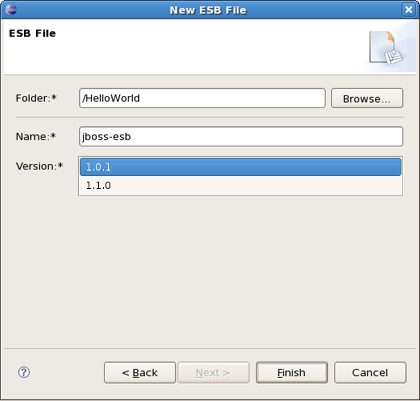 New ESB File
ESB File
Folder:* /HelloWorld Browse...
Name:* jboss-esb
Version:* 1.0.1
1.1.0
? < Back Next > Finish Cancel